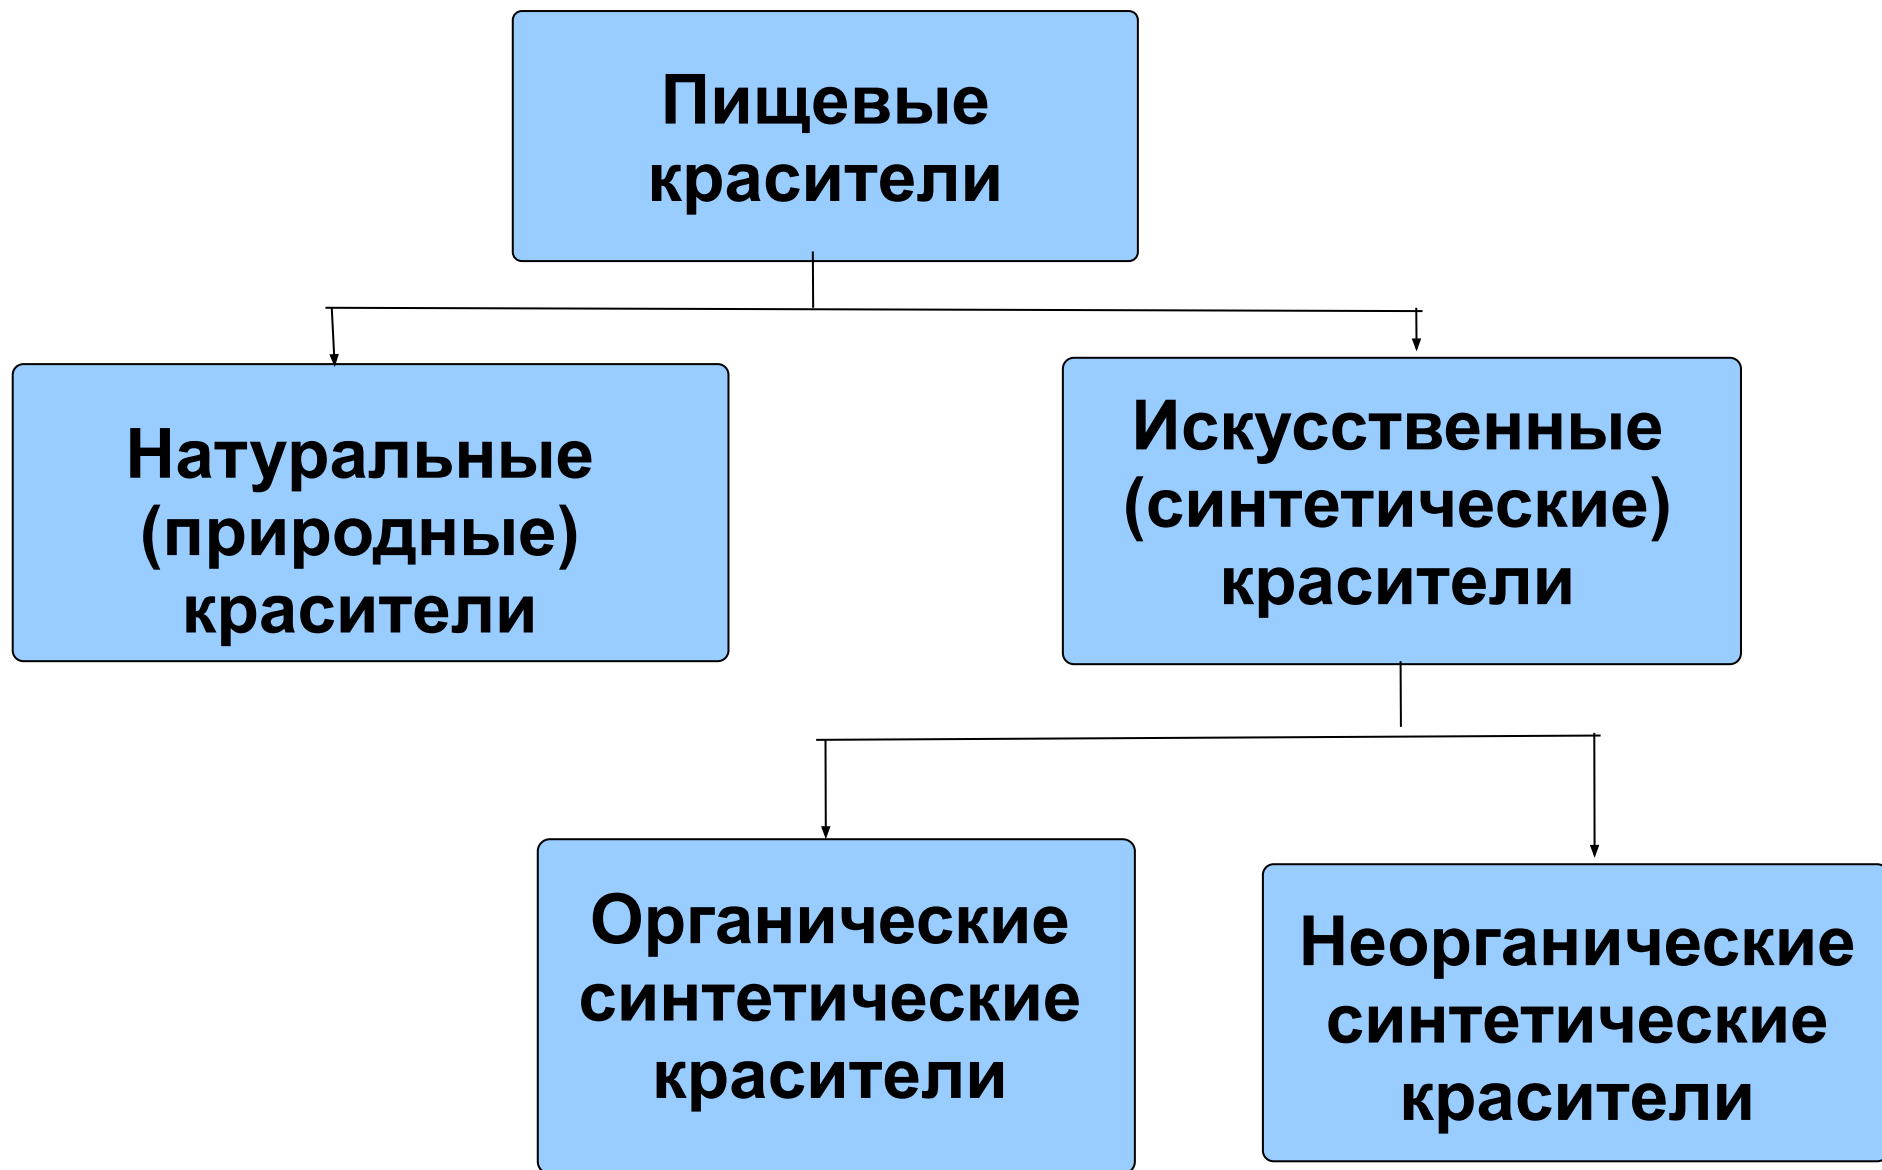 Пищевые
красители
Натуральные
(природные)
красители
Искусственные
(синтетические)
красители
Органические
синтетические
красители
Неорганические
синтетические
красители